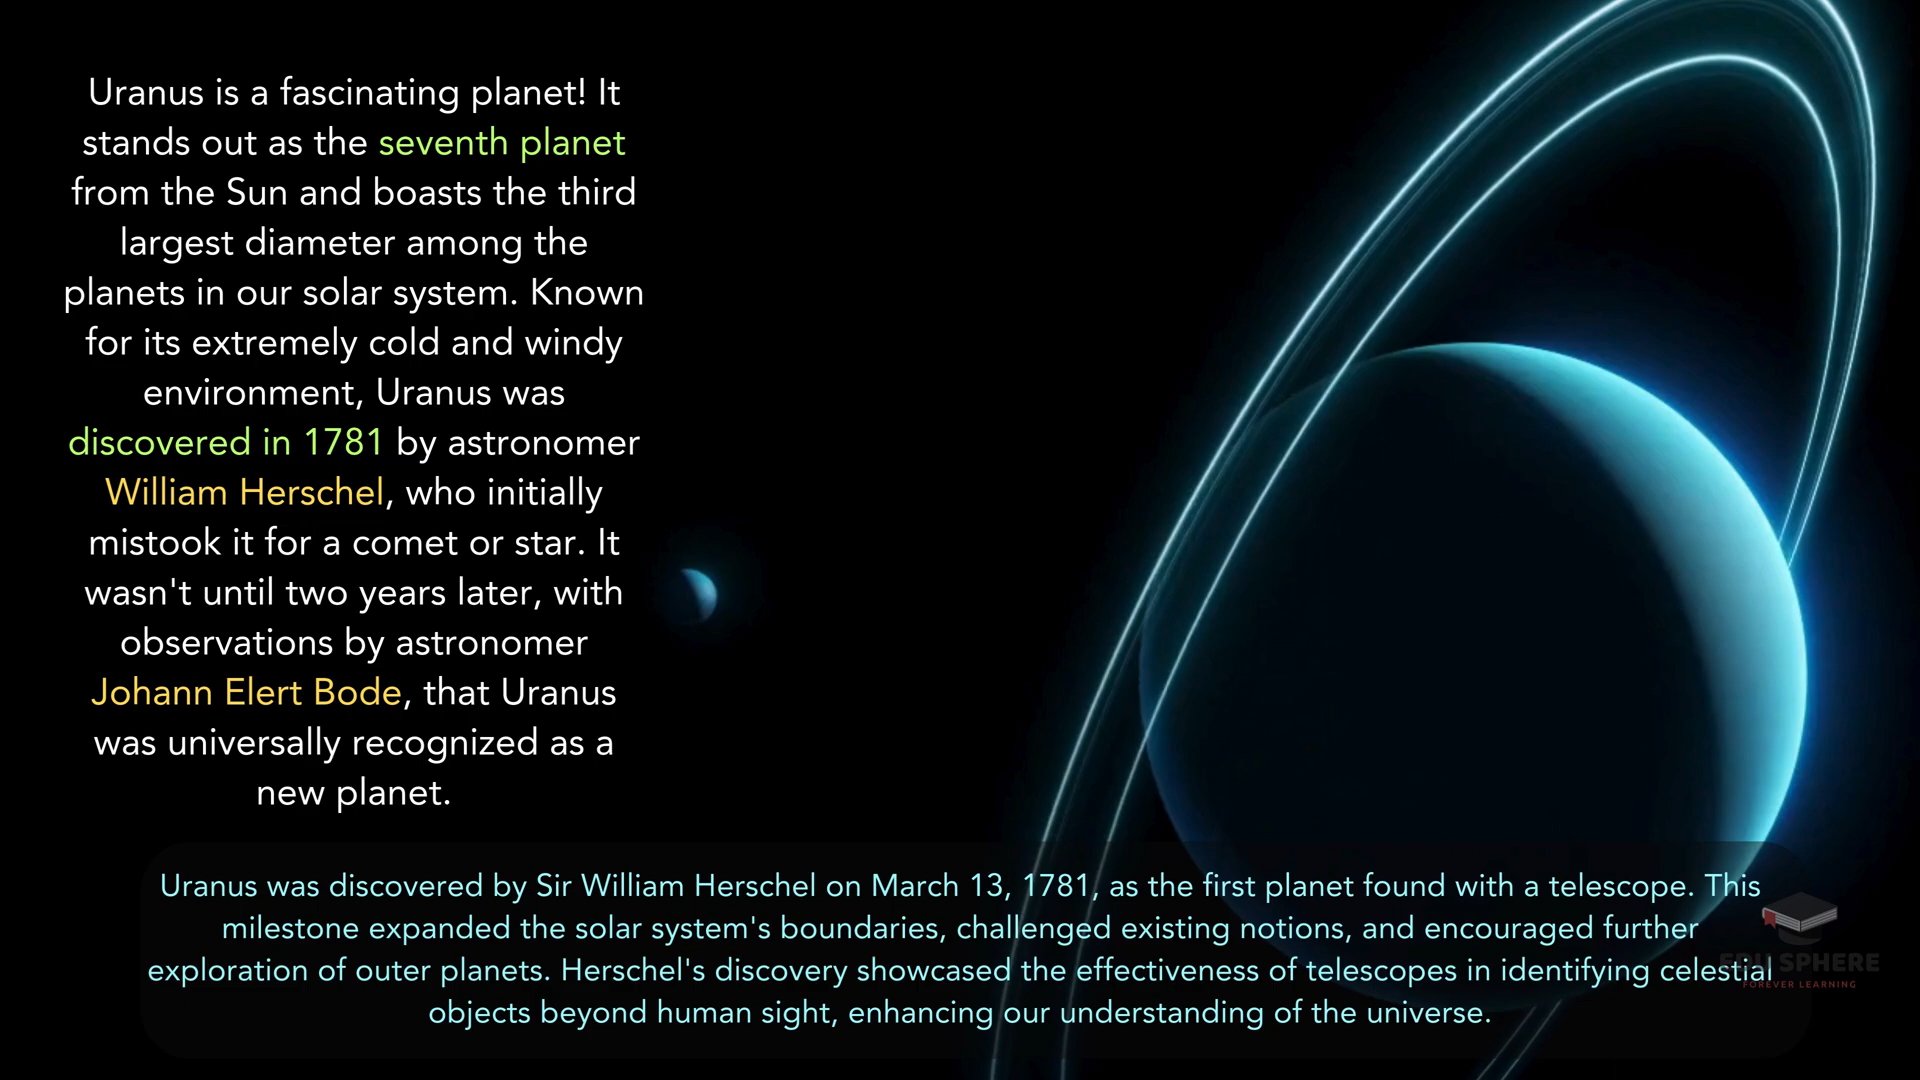 Uranus is a fascinating planet! It
stands out as the seventh planet
from the Sun and boasts the third
largest diameter among the
planets in our solar system. Known
for its extremely cold and windy
environment, Uranus was
discovered in 1781 by astronomer
William Herschel, who initially
mistook it for a comet or star. It
wasn't until two years later, with
observations by astronomer
Johann Elert Bode, that Uranus
was universally recognized as a
new planet.
Uranus was discovered by Sir William Herschel on March 13, 1781, as the first planet found with a telescope. This
milestone expanded the solar system's boundaries, challenged existing notions, and encouraged further
exploration of outer planets. Herschel's discovery showcased the effectiveness of telescopes in identifying celestial
objects beyond human sight, enhancing our understanding of the universe.
EDU SPHERE
FOREVER LEARNING